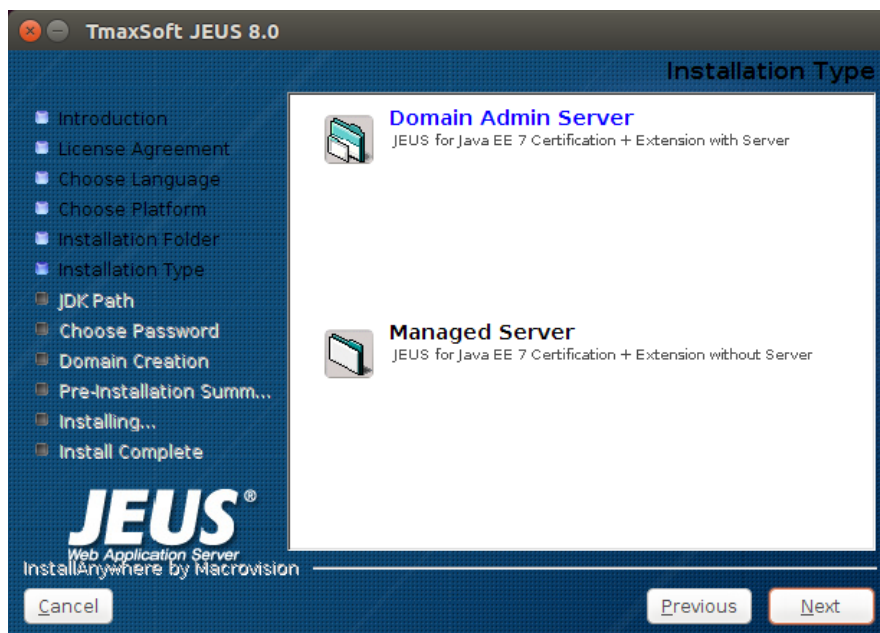 TmaxSoft JEUS 8.0
Installation Type
Introduction
License Agreement
Choose Language
Choose Platform
Installation Folder
Installation Type
JDK Path
Choose Password
Domain Creation
Pre-Installation Summ...
Installing...
Install Complete
Domain Admin Server
JEUS for Java EE 7 Certification + Extension with Server
Managed Server
JEUS for Java EE 7 Certification + Extension without Server
JEUS®
Web Application Server
InstallAnywhere by Macrovision
Cancel
Previous
Next